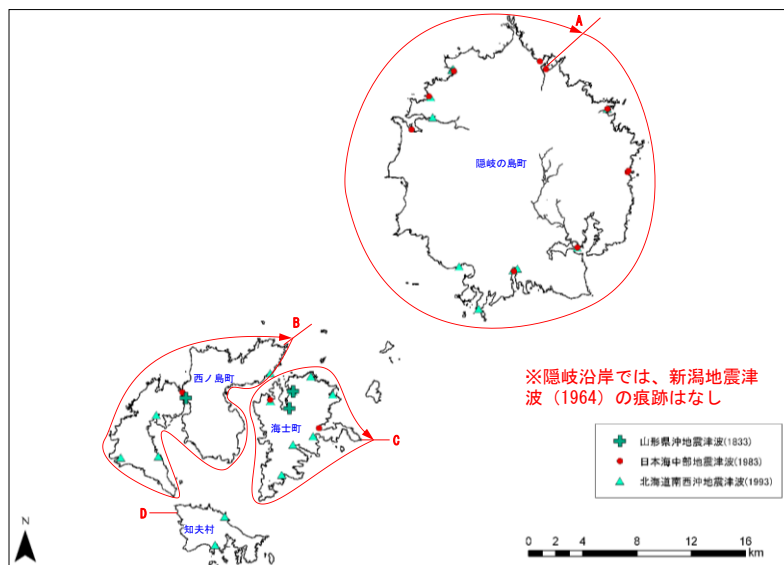 A
隠岐の島町
B
西ノ島町
海士町
C
D
知夫村
※隠岐沿岸では、新潟地震津
波（1964）の痕跡はなし
山形県沖地震津波(1833)
日本海中部地震津波(1983)
北海道南西沖地震津波(1993)
N
0 2 4 8 12 16
km